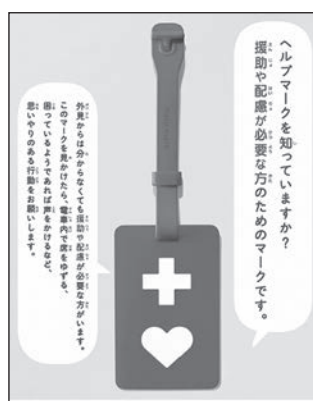 ヘルプマークを知っていますか?
援助や配慮が必要な方のためのマークです。
外見からは分からなくても援助や配慮が必要な方がいます。
このマークを見かけたら、電車内で席をゆずる、
困っているようであれば声をかけるなど、
思いやりのある行動をお願いします。